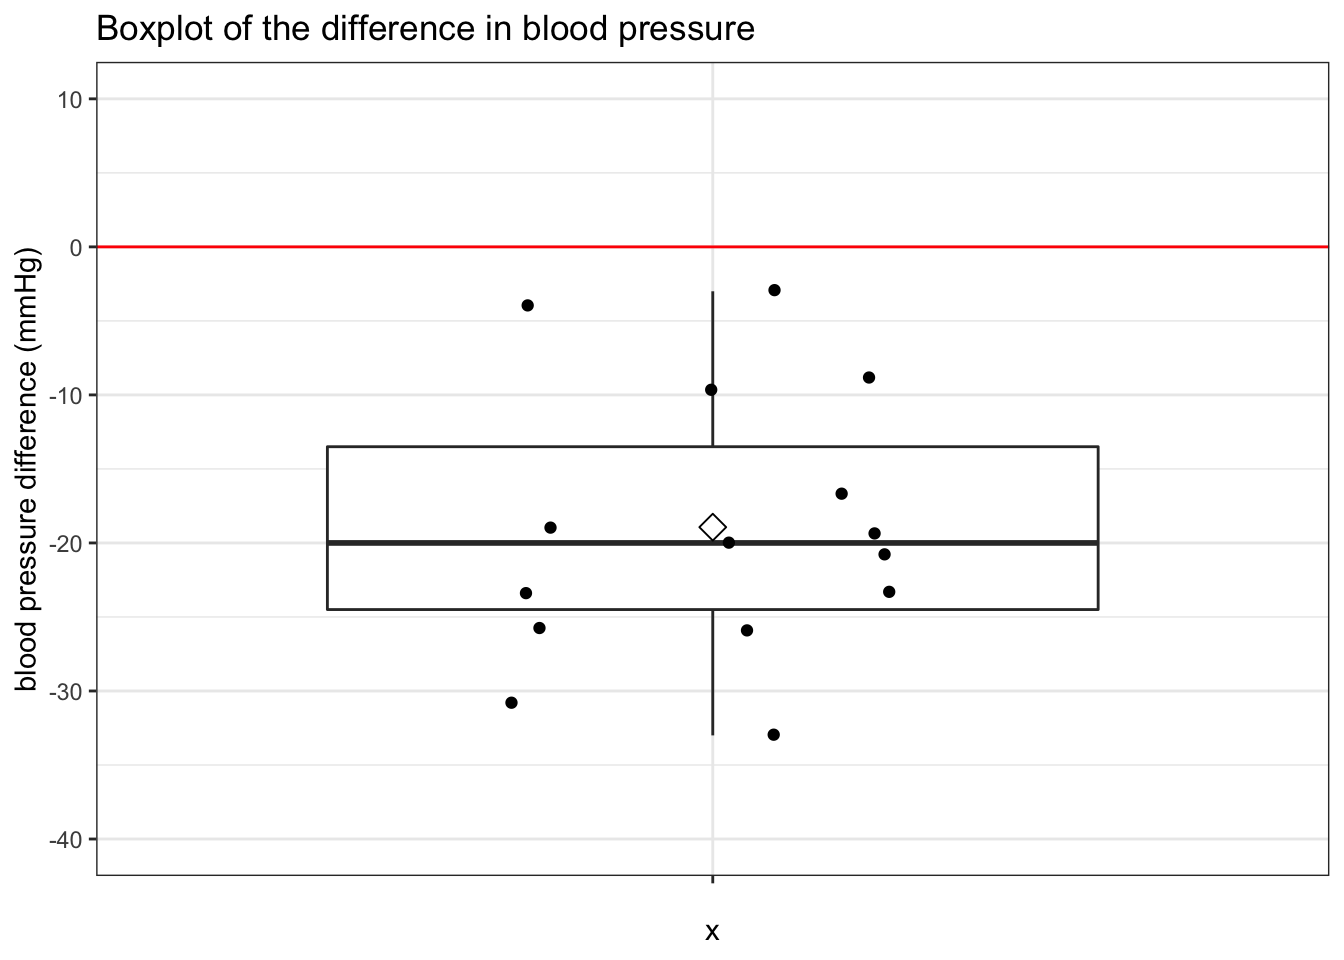 Boxplot of the difference in blood pressure
blood pressure difference (mmHg)
10
0
-10
-20
-30
-40
x